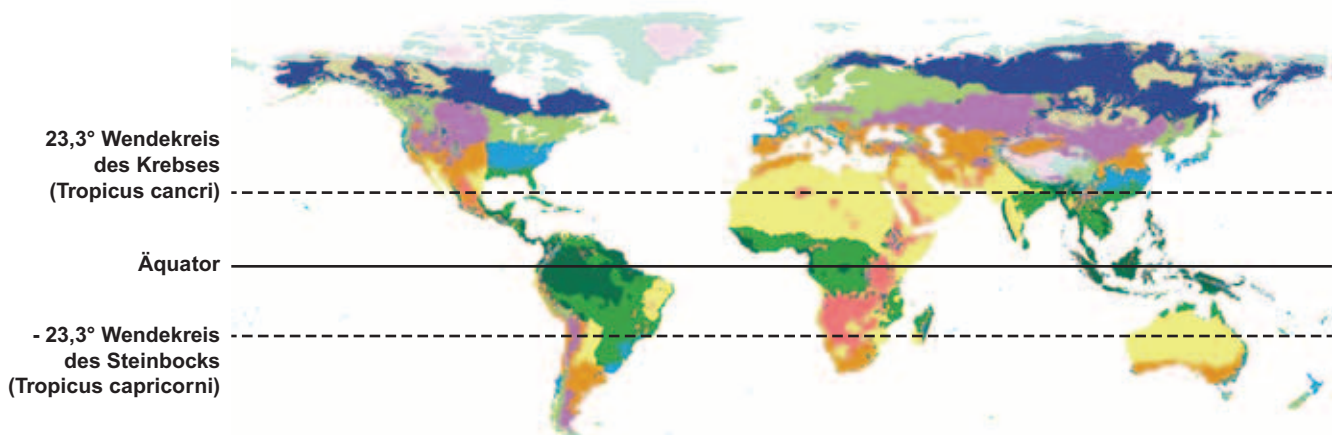 23,3° Wendekreis
des Krebses
(Tropicus cancri)
Äquator
- 23,3° Wendekreis
des Steinbocks
(Tropicus capricorni)